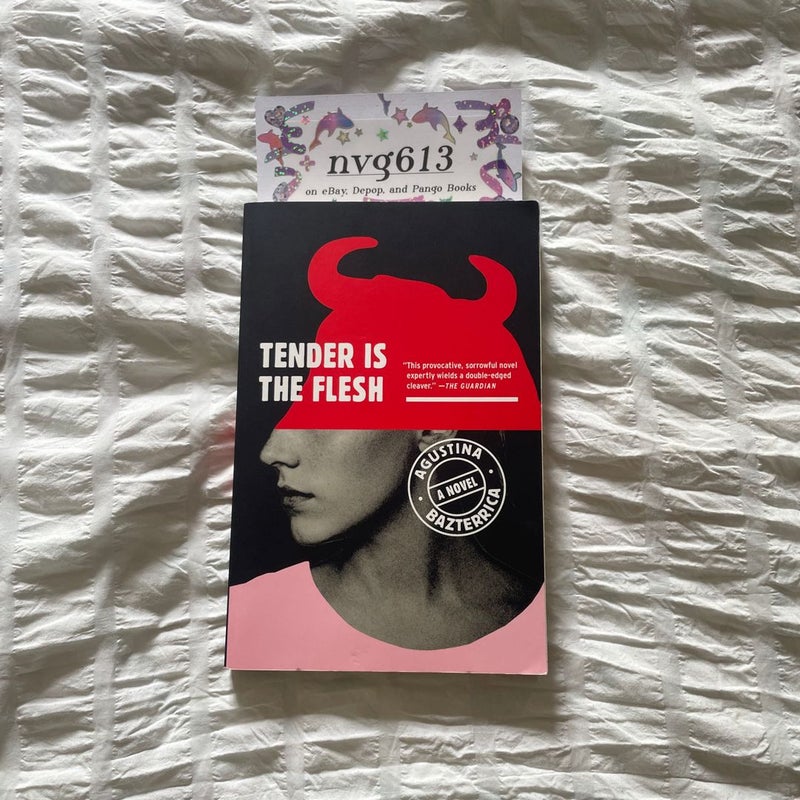 nvg613
on eBay, Depop, and Pango Books
TENDER IS
THE FLESH
"This provocative, sorrowful novel
expertly wields a double-edged
cleaver." —THE GUARDIAN
AGUSTINA
A NOVEL
BAZTERRICA